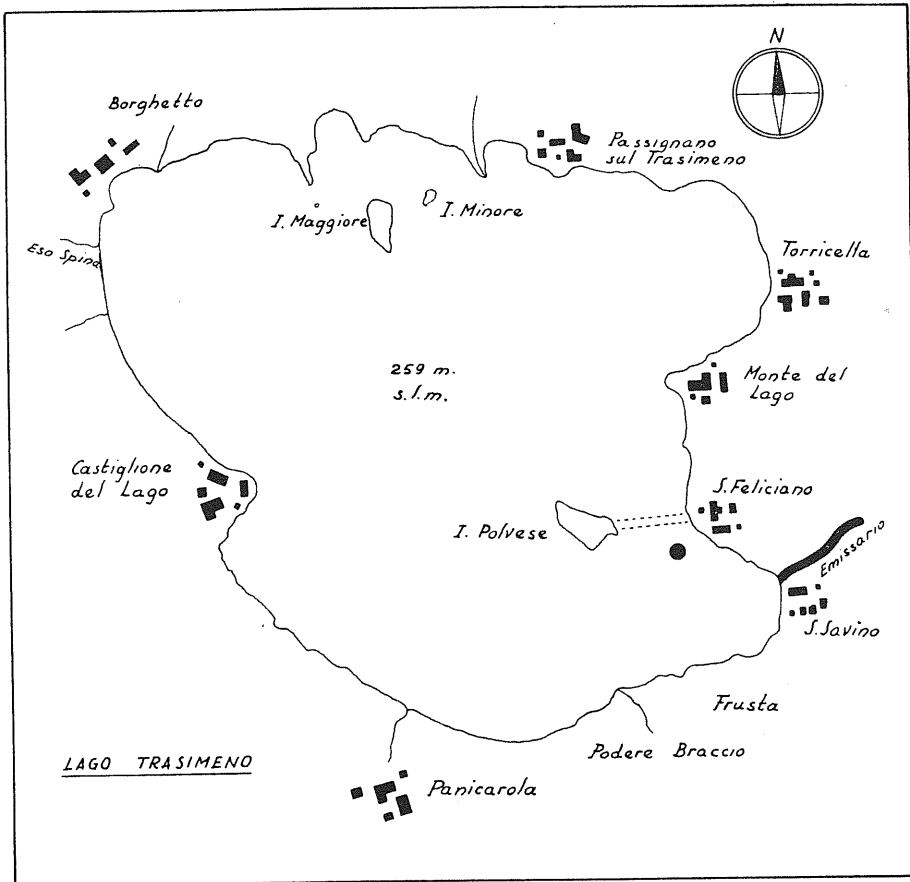 N
Borghetto
Passignano
sul Trasimeno
I. Maggiore
I. Minore
Eso Spina
Torricella
259 m.
s.l.m.
Monte del
Lago
Castiglione
del Lago
S. Feliciano
I. Polvese
Emissario
S. Savino
Frusta
Podere Braccio
LAGO TRASIMENO
Panicarola